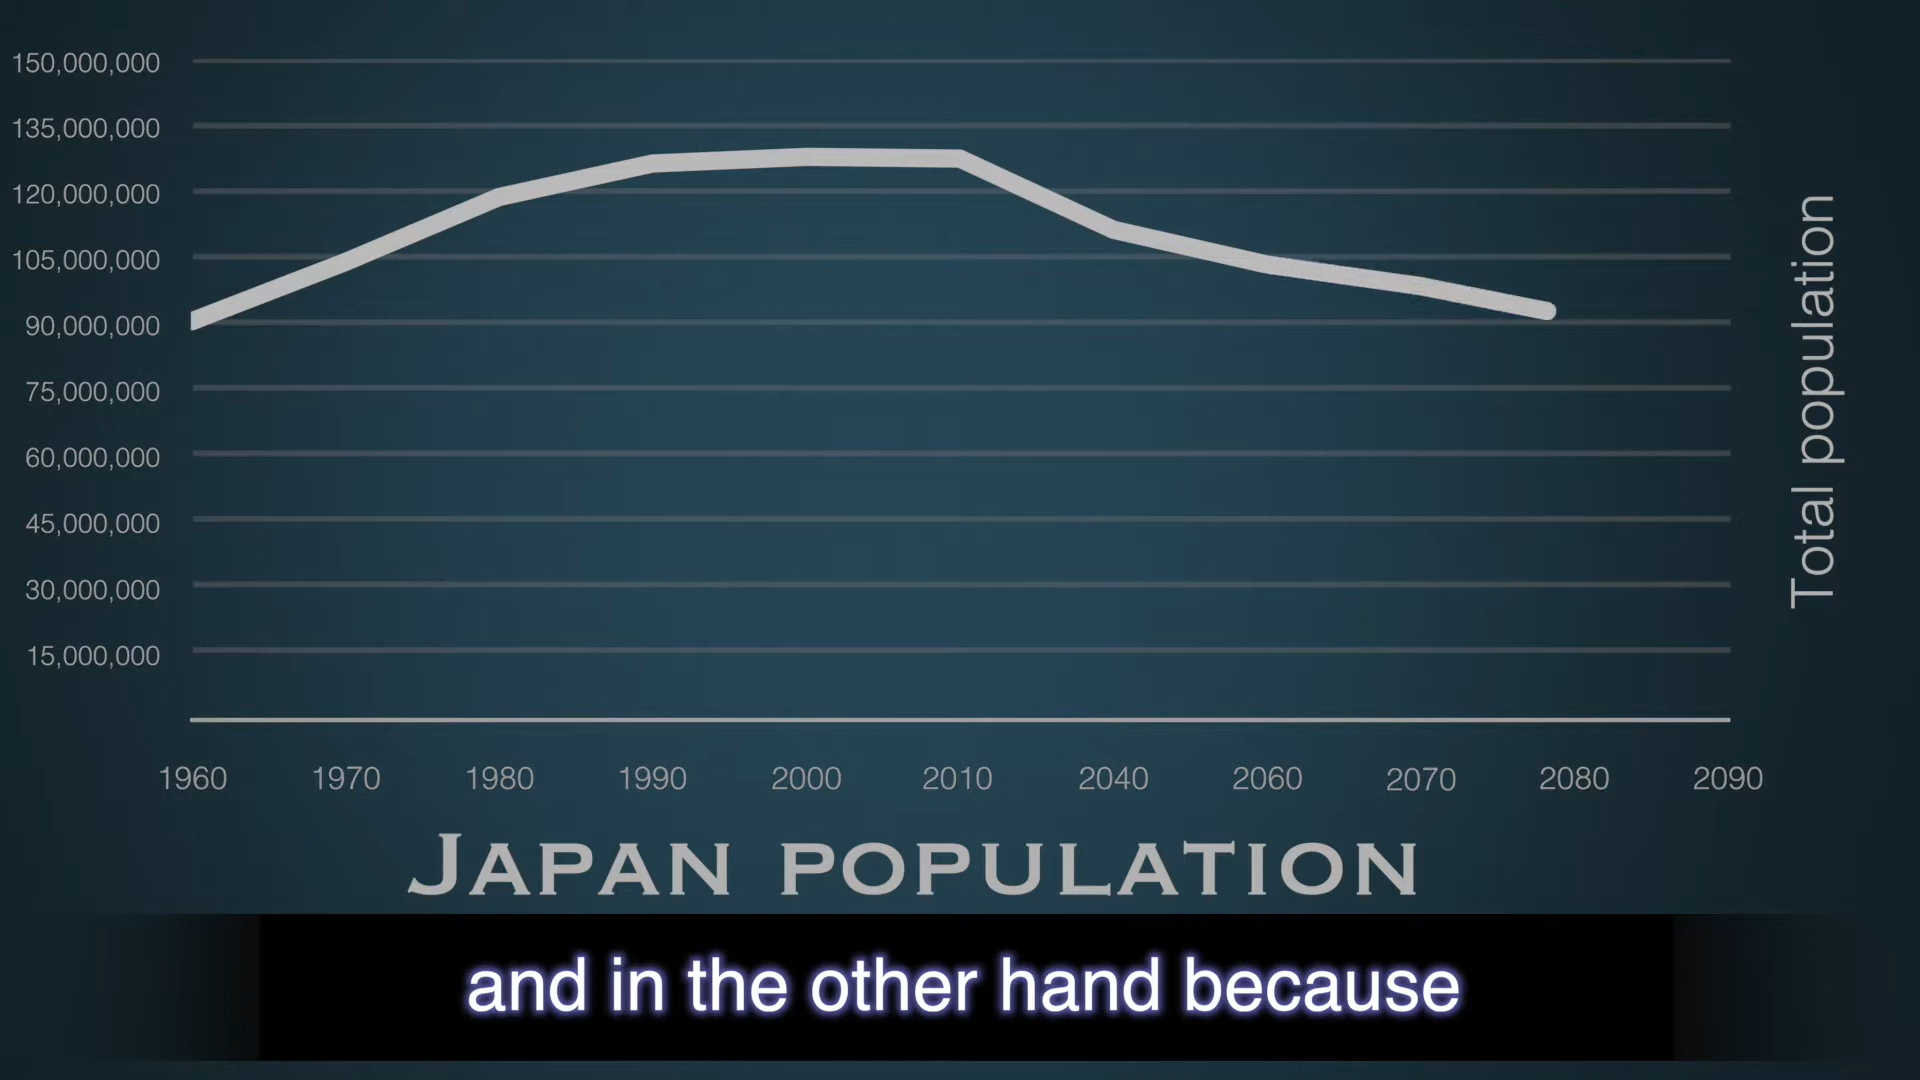 150,000,000
135,000,000
120,000,000
105,000,000
90,000,000
75,000,000
60,000,000
45,000,000
30,000,000
15,000,000
Total population
1960 1970 1980 1990 2000 2010 2040 2060 2070 2080 2090
JAPAN POPULATION
and in the other hand because